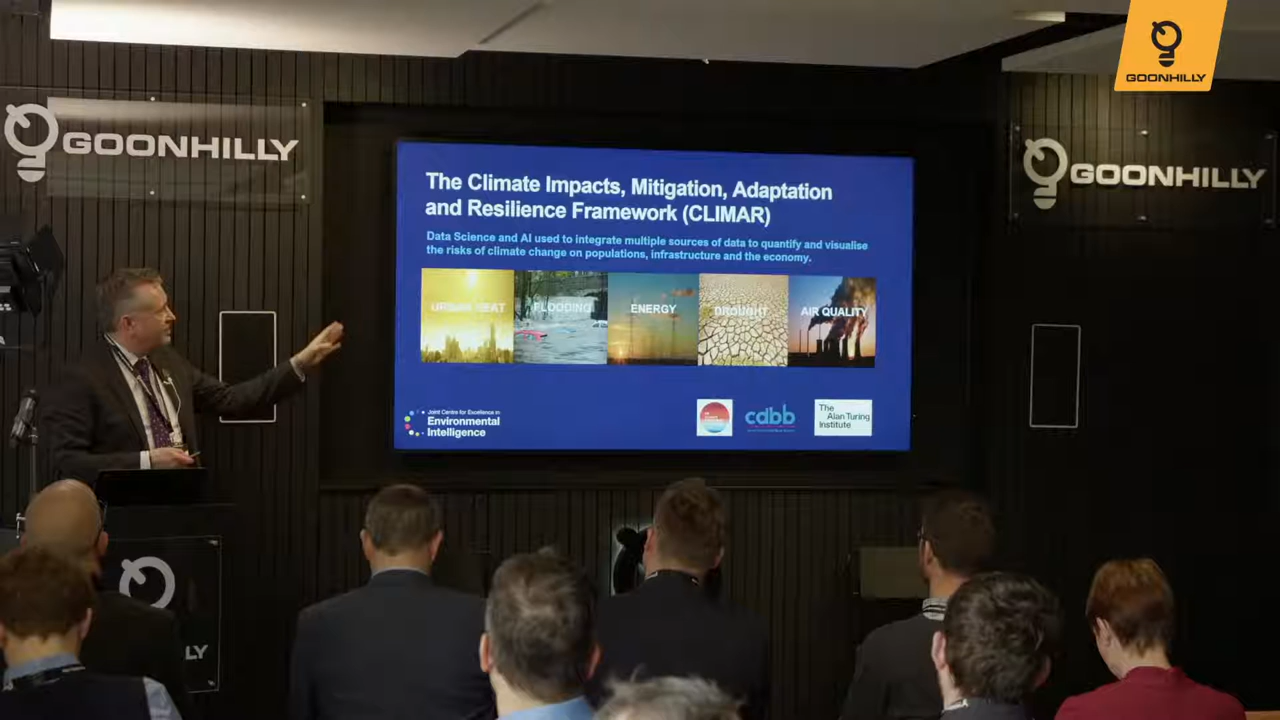 GOONHILLY
GOONHILLY
GOONHILLY
The Climate Impacts, Mitigation, Adaptation
and Resilience Framework (CLIMAR)
Data Science and AI used to integrate multiple sources of data to quantify and visualise
the risks of climate change on populations, infrastructure and the economy.
URBAN HEAT
FLOODING
ENERGY
DROUGHT
AIR QUALITY
Joint Centre for Excellence in
Environmental
Intelligence
cdbb
The
Alan Turing
Institute
LY